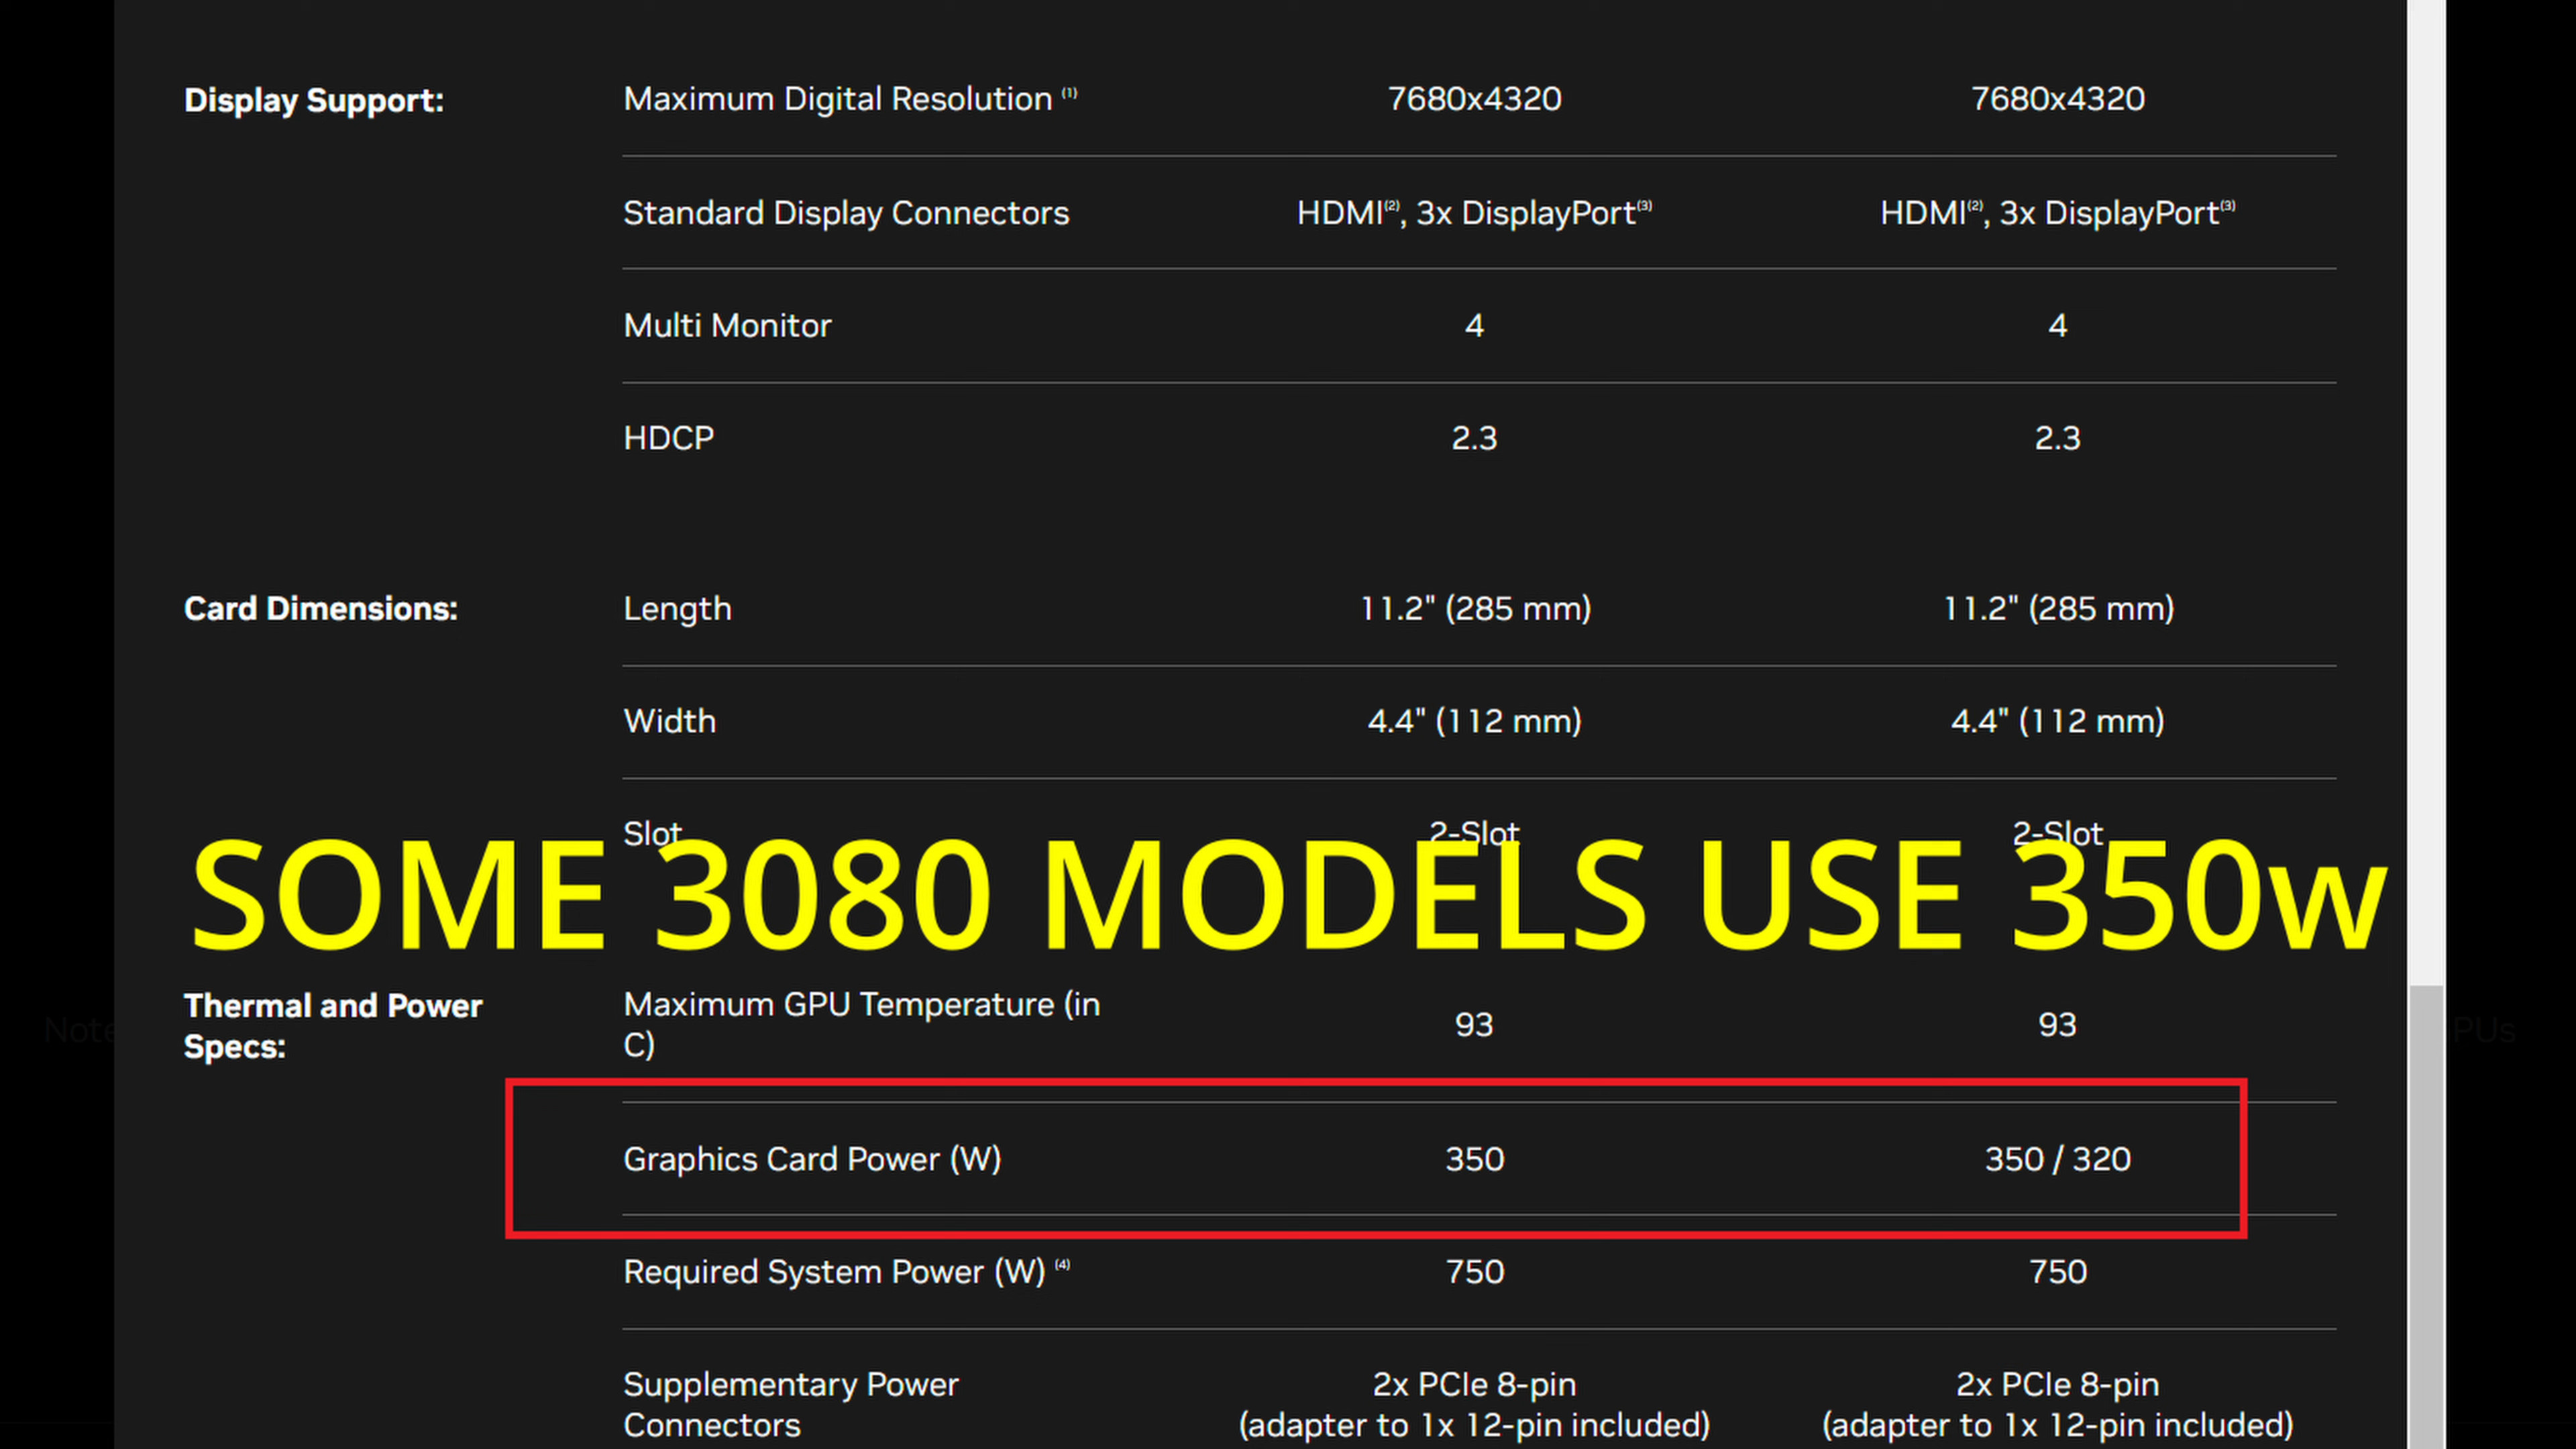 Display Support: Maximum Digital Resolution (1) 7680x4320 7680x4320
Standard Display Connectors HDMI(2), 3x DisplayPort(3) HDMI(2), 3x DisplayPort(3)
Multi Monitor 4 4
HDCP 2.3 2.3
Card Dimensions: Length 11.2" (285 mm) 11.2" (285 mm)
Width 4.4" (112 mm) 4.4" (112 mm)
Slot 2-Slot 2-Slot
SOME 3080 MODELS USE 350w
Thermal and Power Maximum GPU Temperature (in
Specs: C) 93 93
Graphics Card Power (W) 350 350 / 320
Required System Power (W) (4) 750 750
Supplementary Power 2x PCIe 8-pin 2x PCIe 8-pin
Connectors (adapter to 1x 12-pin included) (adapter to 1x 12-pin included)